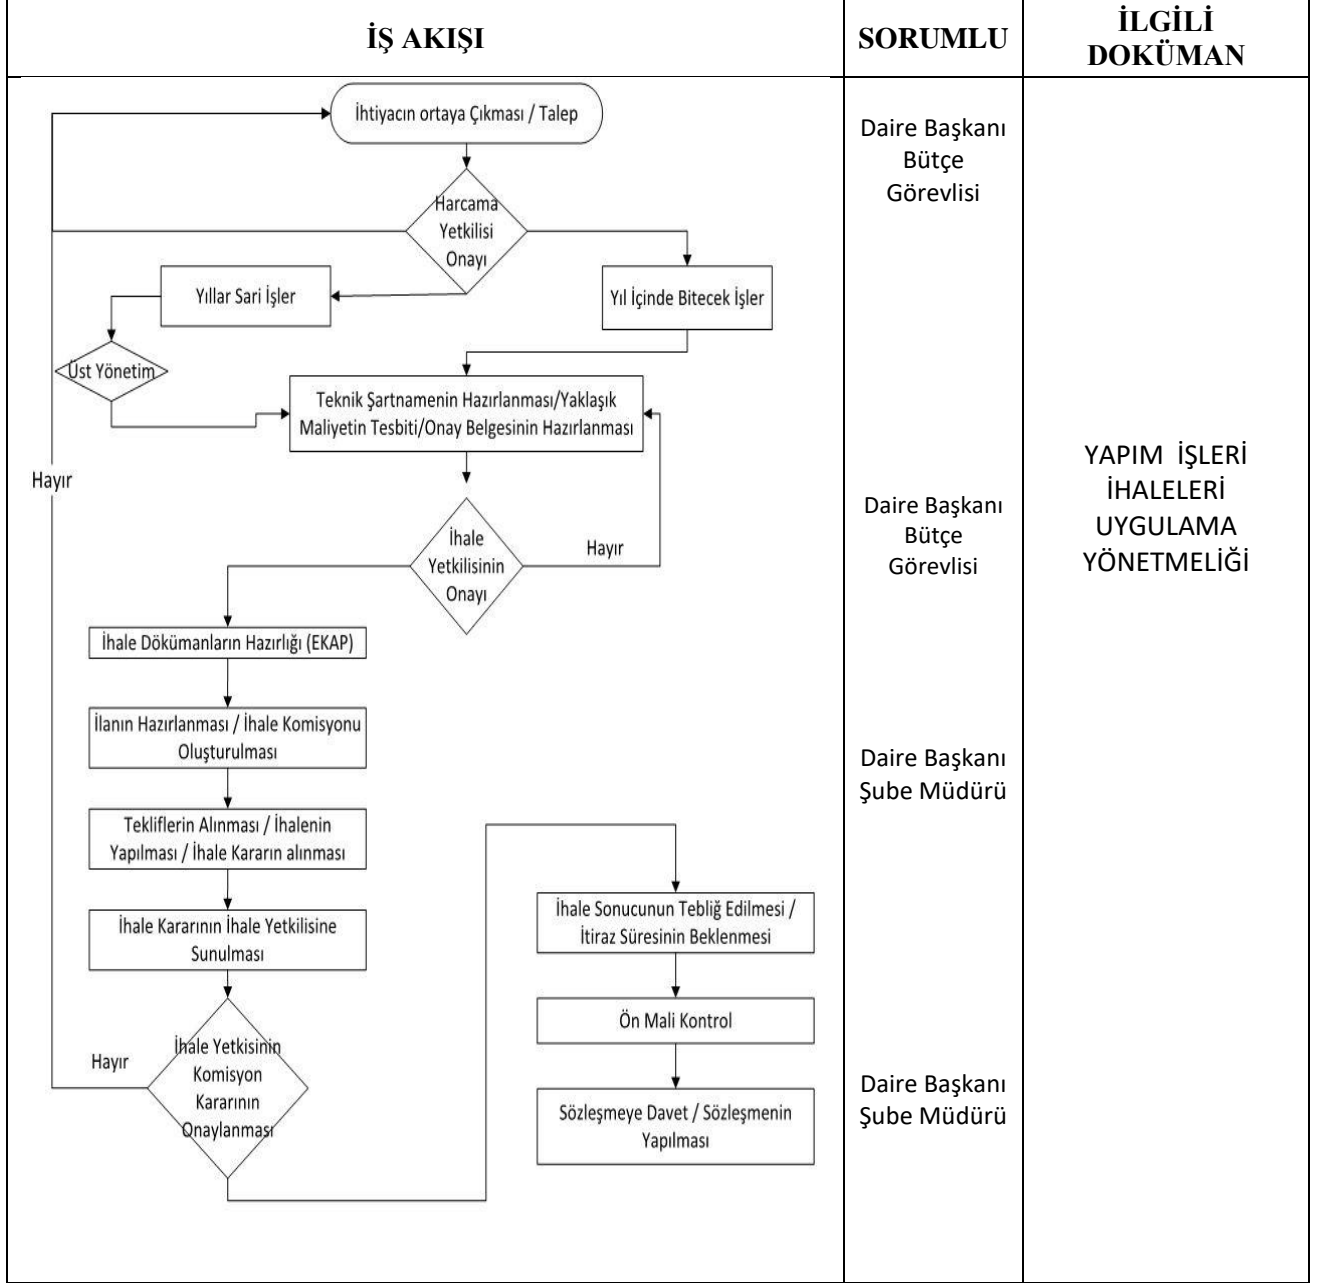 İŞ AKIŞI
SORUMLU
İLGİLİ
DOKÜMAN
İhtiyacın ortaya Çıkması / Talep
Harcama
Yetkilisi
Onayı
Yıllar Sari İşler
Yıl İçinde Bitecek İşler
Üst Yönetim
Teknik Şartnamenin Hazırlanması/Yaklaşık
Maliyetin Tesbiti/Onay Belgesinin Hazırlanması
Hayır
İhale
Yetkilisinin
Onayı
Hayır
İhale Dökümanların Hazırlığı (EKAP)
İlanın Hazırlanması / İhale Komisyonu
Oluşturulması
Tekliflerin Alınması / İhalenin
Yapılması / İhale Kararın alınması
İhale Kararının İhale Yetkilisine
Sunulması
Hayır
İhale Yetkisinin
Komisyon
Kararının
Onaylanması
İhale Sonucunun Tebliğ Edilmesi /
İtiraz Süresinin Beklenmesi
Ön Mali Kontrol
Sözleşmeye Davet / Sözleşmenin
Yapılması
Daire Başkanı
Bütçe
Görevlisi
Daire Başkanı
Bütçe
Görevlisi
Daire Başkanı
Şube Müdürü
Daire Başkanı
Şube Müdürü
YAPIM İŞLERİ
İHALELERİ
UYGULAMA
YÖNETMELİĞİ